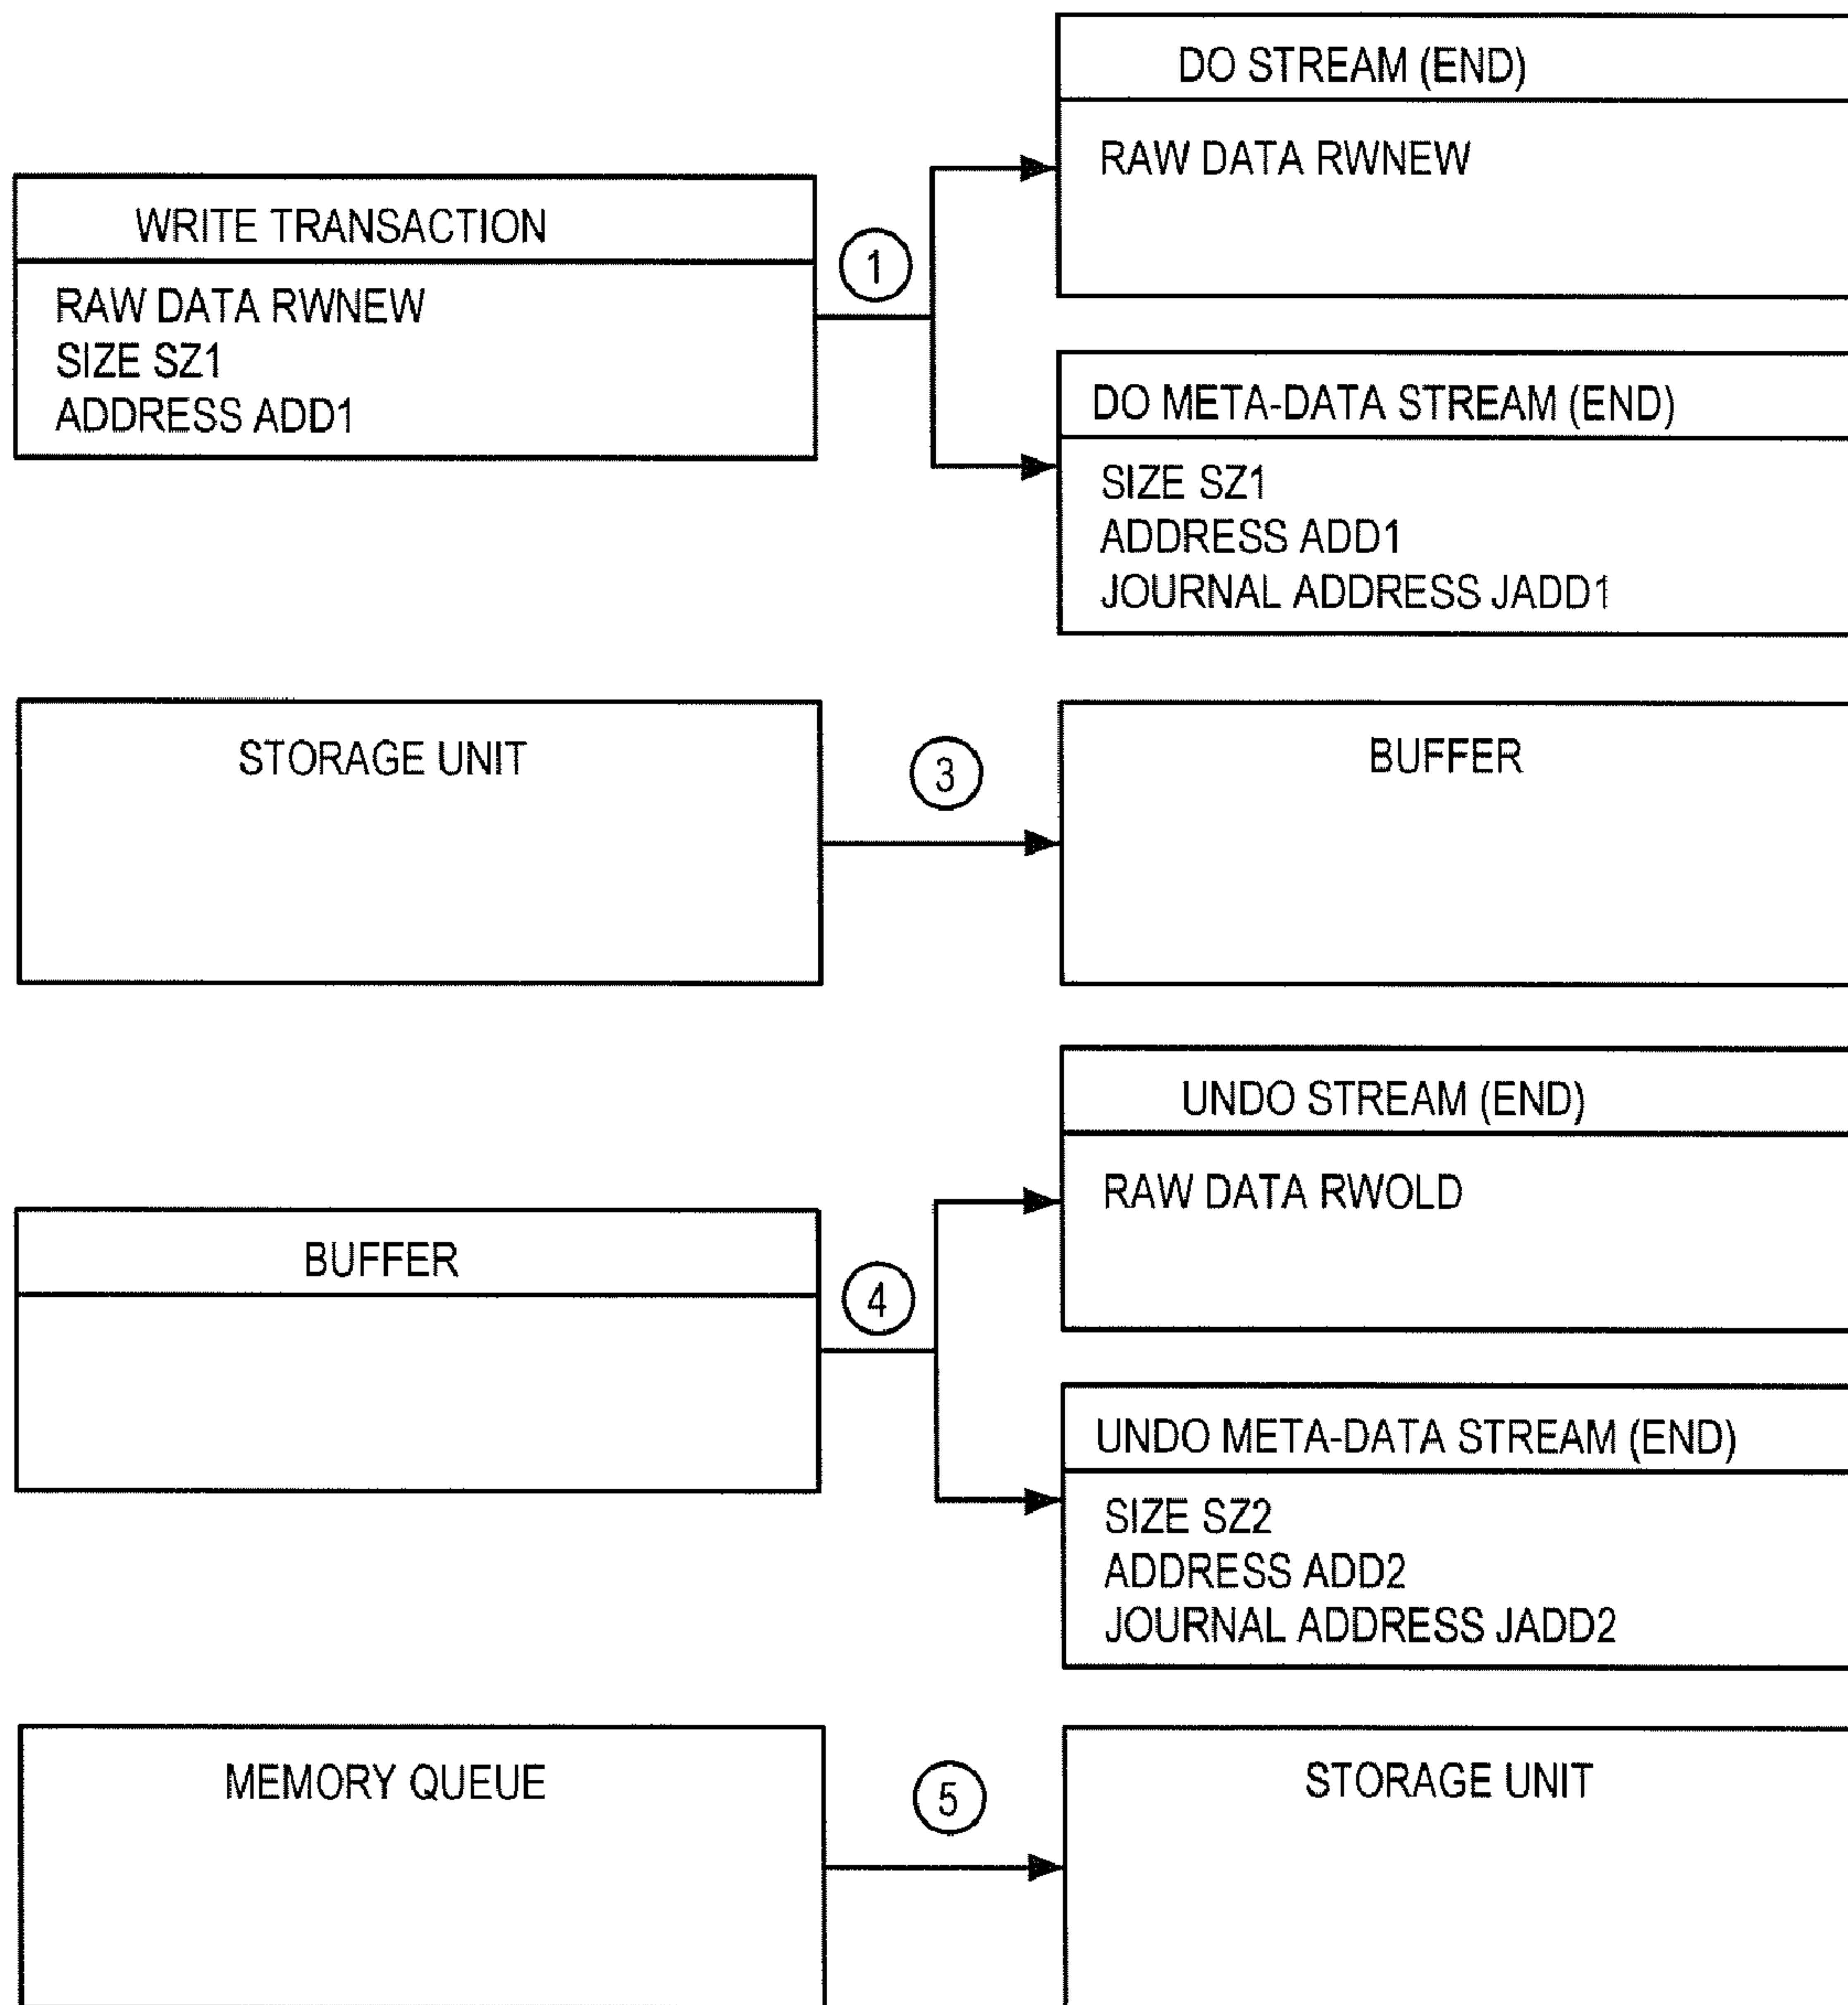 DO STREAM (END)
RAW DATA RWNEW
WRITE TRANSACTION
RAW DATA RWNEW
SIZE SZ1
ADDRESS ADD1
1
DO META-DATA STREAM (END)
SIZE SZ1
ADDRESS ADD1
JOURNAL ADDRESS JADD1
STORAGE UNIT
3
BUFFER
UNDO STREAM (END)
RAW DATA RWOLD
BUFFER
4
UNDO META-DATA STREAM (END)
SIZE SZ2
ADDRESS ADD2
JOURNAL ADDRESS JADD2
MEMORY QUEUE
5
STORAGE UNIT